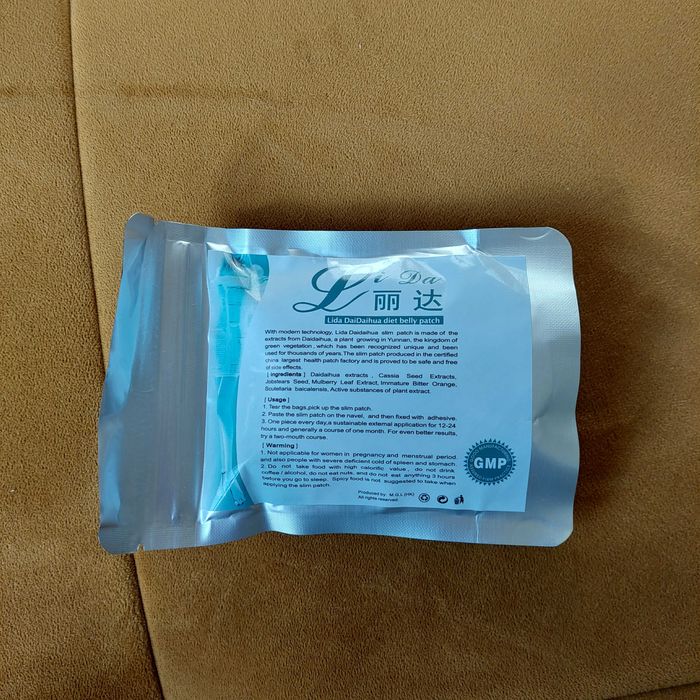 Li Da
丽 达
Lida DaiDaihua diet belly patch
With modern technology, Lida Daidaihua slim patch is made of the
extracts from Daidaihua, a plant growing in Yunnan, the kingdom of
green vegetation, which has been recognized unique and been
used for thousands of years. The slim patch produced in the certified
china largest health patch factory and is proved to be safe and free
of side effects.
[ ingredients ] Daidaihua extracts , Cassia Seed Extracts,
Jobstears Seed, Mulberry Leaf Extract, Immature Bitter Orange,
Scutellaria baicalensis, Active substances of plant extract.
[ Usage ]
1. Tesr the bags,pick up the slim patch.
2. Paste the slim patch on the navel, and then fixed with adhesive.
3. One piece every day,a sustainable external application for 12-24
hours and generally a course of one month. For even better results,
try a two-mouth course.
[ Warming ]
1. Not applicable for women in pregnancy and menstrual period
and also people with severe deficient cold of spleen and stomach.
2. Do not take food with high calorific value, do not drink
coffee / alcohol, do not eat nuts, and do not eat anything 3 hours
before you go to sleep. Spicy food is not suggested to take when
applying the slim patch.
GMP
Produced by: M.G.L (HK)
All rights reserved